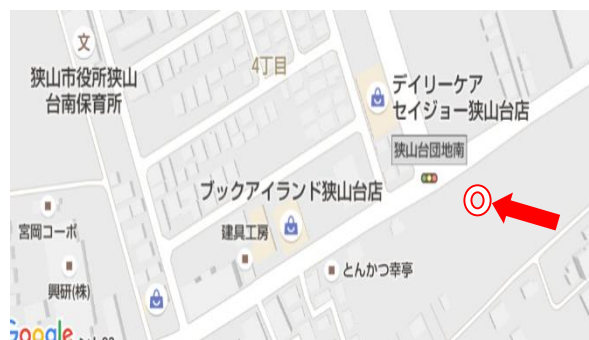 文
狭山市役所狭山
台南保育所
4丁目
デイリーケア
セイジョー狭山台店
狭山台団地南
ブックアイランド狭山台店
宮岡コーポ
建具工房
とんかつ幸亭
興研(株)
Google